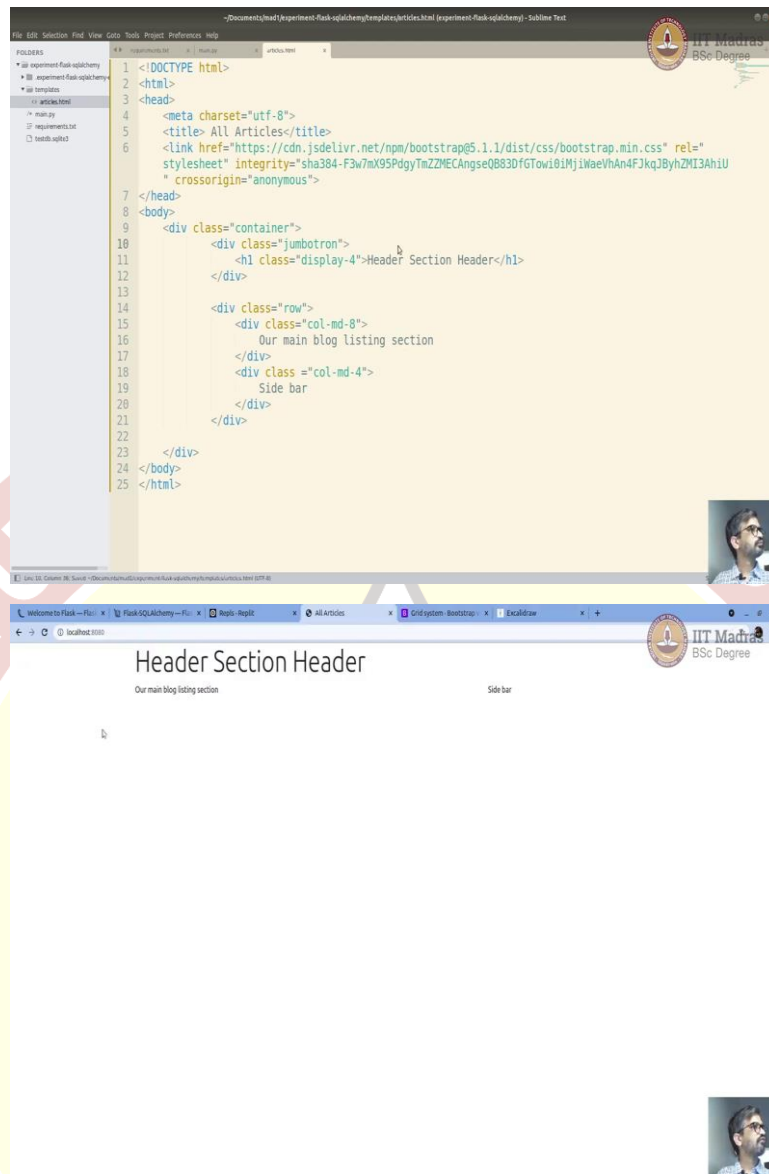 ~/Documents/mad1/experiment-flask-sqlalchemy/templates/articles.html (experiment-flask-sqlalchemy) - Sublime Text
File Edit Selection Find View Goto Tools Project Preferences Help
IIT Madras
BSc Degree
FOLDERS
experiment-flask-sqlalchemy
.experiment-flask-sqlalchemy-e
templates
articles.html
main.py
requirements.txt
testdb.sqlite3
requirements.txt main.py articles.html
1 <!DOCTYPE html>
2 <html>
3 <head>
4 <meta charset="utf-8">
5 <title> All Articles</title>
6 <link href="https://cdn.jsdelivr.net/npm/bootstrap@5.1.1/dist/css/bootstrap.min.css" rel="
stylesheet" integrity="sha384-F3w7mX95PdgyTmZZMECAngseQB83DfGTowi0iMjiWaeVhAn4FJkqJByhZMI3AhiU
" crossorigin="anonymous">
7 </head>
8 <body>
9 <div class="container">
10 <div class="jumbotron">
11 <h1 class="display-4">Header Section Header</h1>
12 </div>
13
14 <div class="row">
15 <div class="col-md-8">
16 Our main blog listing section
17 </div>
18 <div class ="col-md-4">
19 Side bar
20 </div>
21 </div>
22
23 </div>
24 </body>
25 </html>
Welcome to Flask — Flas x Flask-SQLAlchemy — Fla x Repls - Replit x All Articles x Grid system · Bootstrap x Excalidraw x +
localhost:8080
IIT Madras
BSc Degree
Header Section Header
Our main blog listing section Side bar